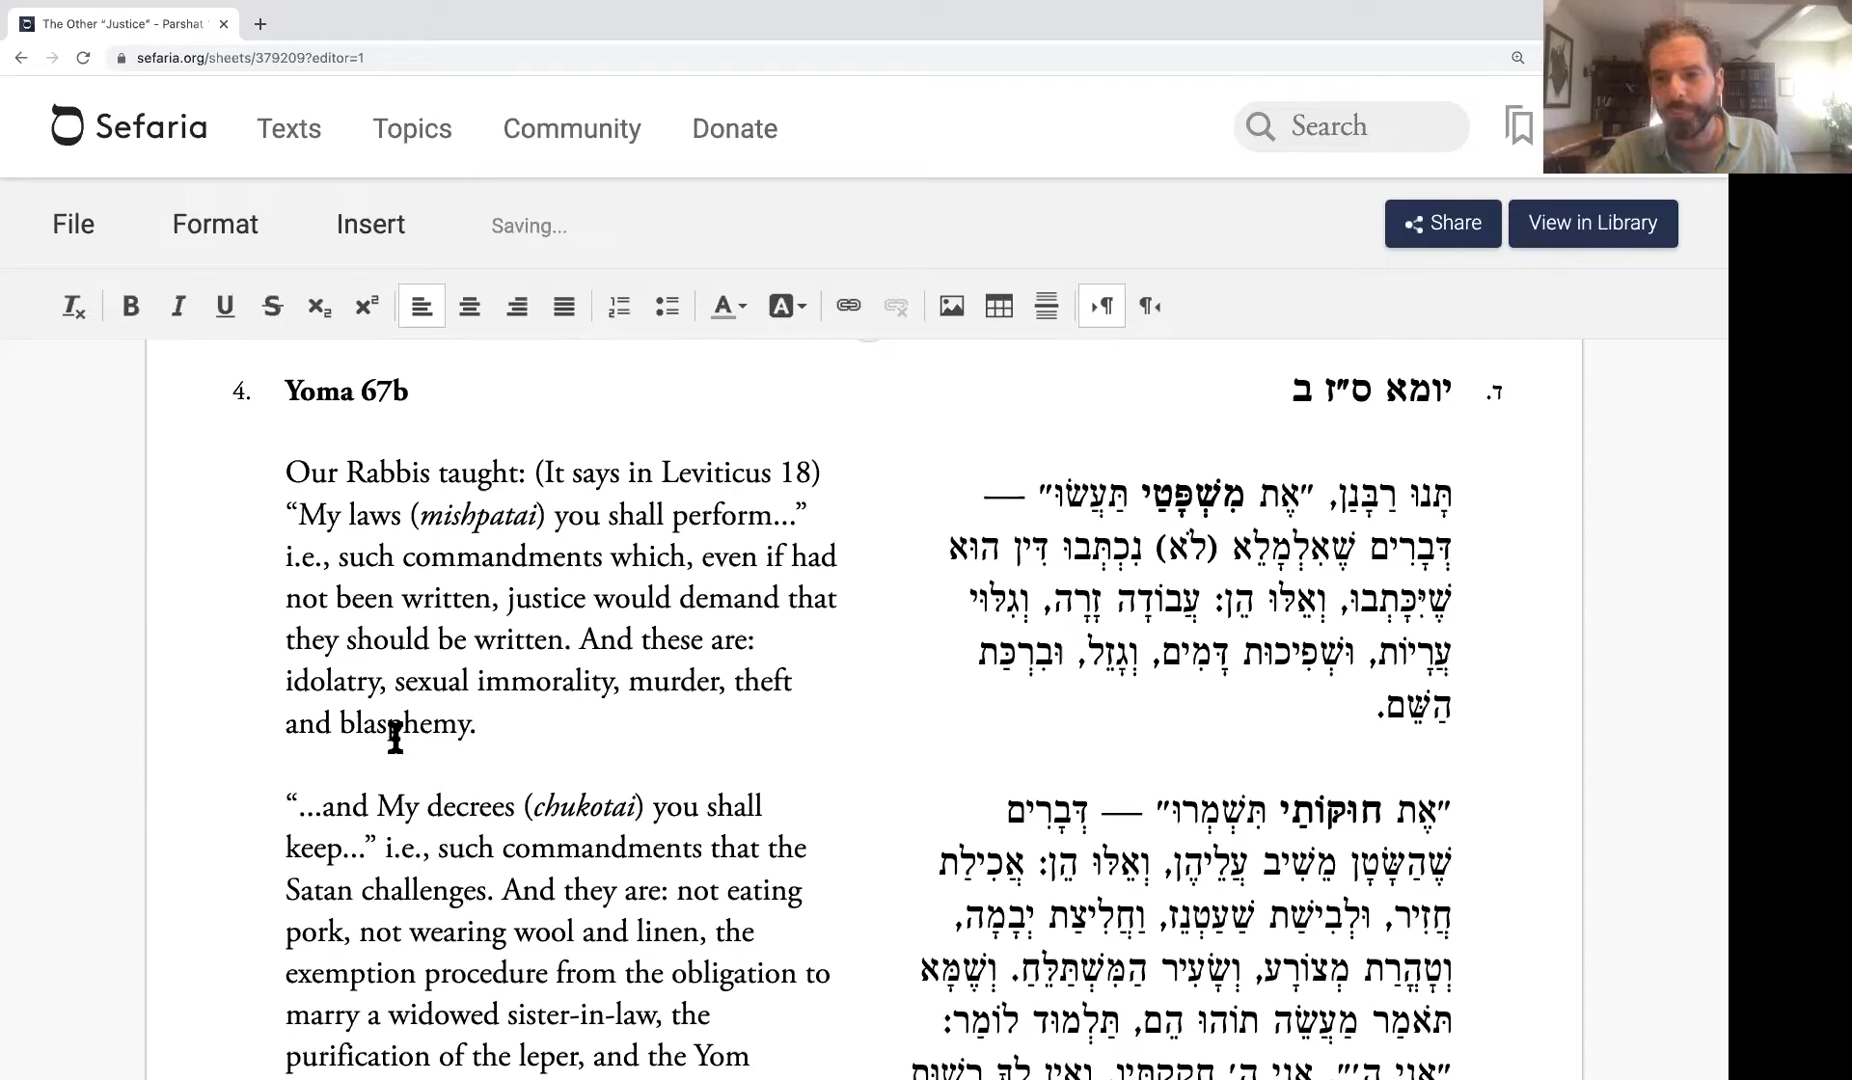 The Other “Justice” - Parshat
sefaria.org/sheets/379209?editor=1
Sefaria
Texts
Topics
Community
Donate
Search
File
Format
Insert
Saving...
Share
View in Library
4. Yoma 67b
Our Rabbis taught: (It says in Leviticus 18)
“My laws (mishpatai) you shall perform...”
i.e., such commandments which, even if had
not been written, justice would demand that
they should be written. And these are:
idolatry, sexual immorality, murder, theft
and blasphemy.
“...and My decrees (chukotai) you shall
keep...” i.e., such commandments that the
Satan challenges. And they are: not eating
pork, not wearing wool and linen, the
exemption procedure from the obligation to
marry a widowed sister-in-law, the
purification of the leper, and the Yom
ד. יומא ס״ז ב
תָּנוּ רַבָּנַן, ״אֶת מִשְׁפָּטַי תַּעֲשׂוּ״ —
דְּבָרִים שֶׁאִלְמָלֵא (לֹא) נִכְתְּבוּ דִּין הוּא
שֶׁיִּכָּתְבוּ, וְאֵלּוּ הֵן: עֲבוֹדָה זָרָה, וְגִלּוּי
עֲרָיוֹת, וּשְׁפִיכוּת דָּמִים, וְגָזֵל, וּבִרְכַּת
הַשֵּׁם.
״אֶת חוּקּוֹתַי תִּשְׁמְרוּ״ — דְּבָרִים
שֶׁהַשָּׂטָן מֵשִׁיב עֲלֵיהֶן, וְאֵלּוּ הֵן: אֲכִילַת
חֲזִיר, וּלְבִישַׁת שַׁעַטְנֵז, וַחֲלִיצַת יְבָמָה,
וְטׇהֳרַת מְצוֹרָע, וְשָׂעִיר הַמִּשְׁתַּלֵּחַ. וְשֶׁמָּא
תֹּאמַר מַעֲשֵׂה תוֹהוּ הֵם, תַּלְמוּד לוֹמַר:
״אֲנִי ה׳״, אֲנִי ה׳ חֲקַקְתִּיו, וְאֵין לְךָ רְשׁוּת